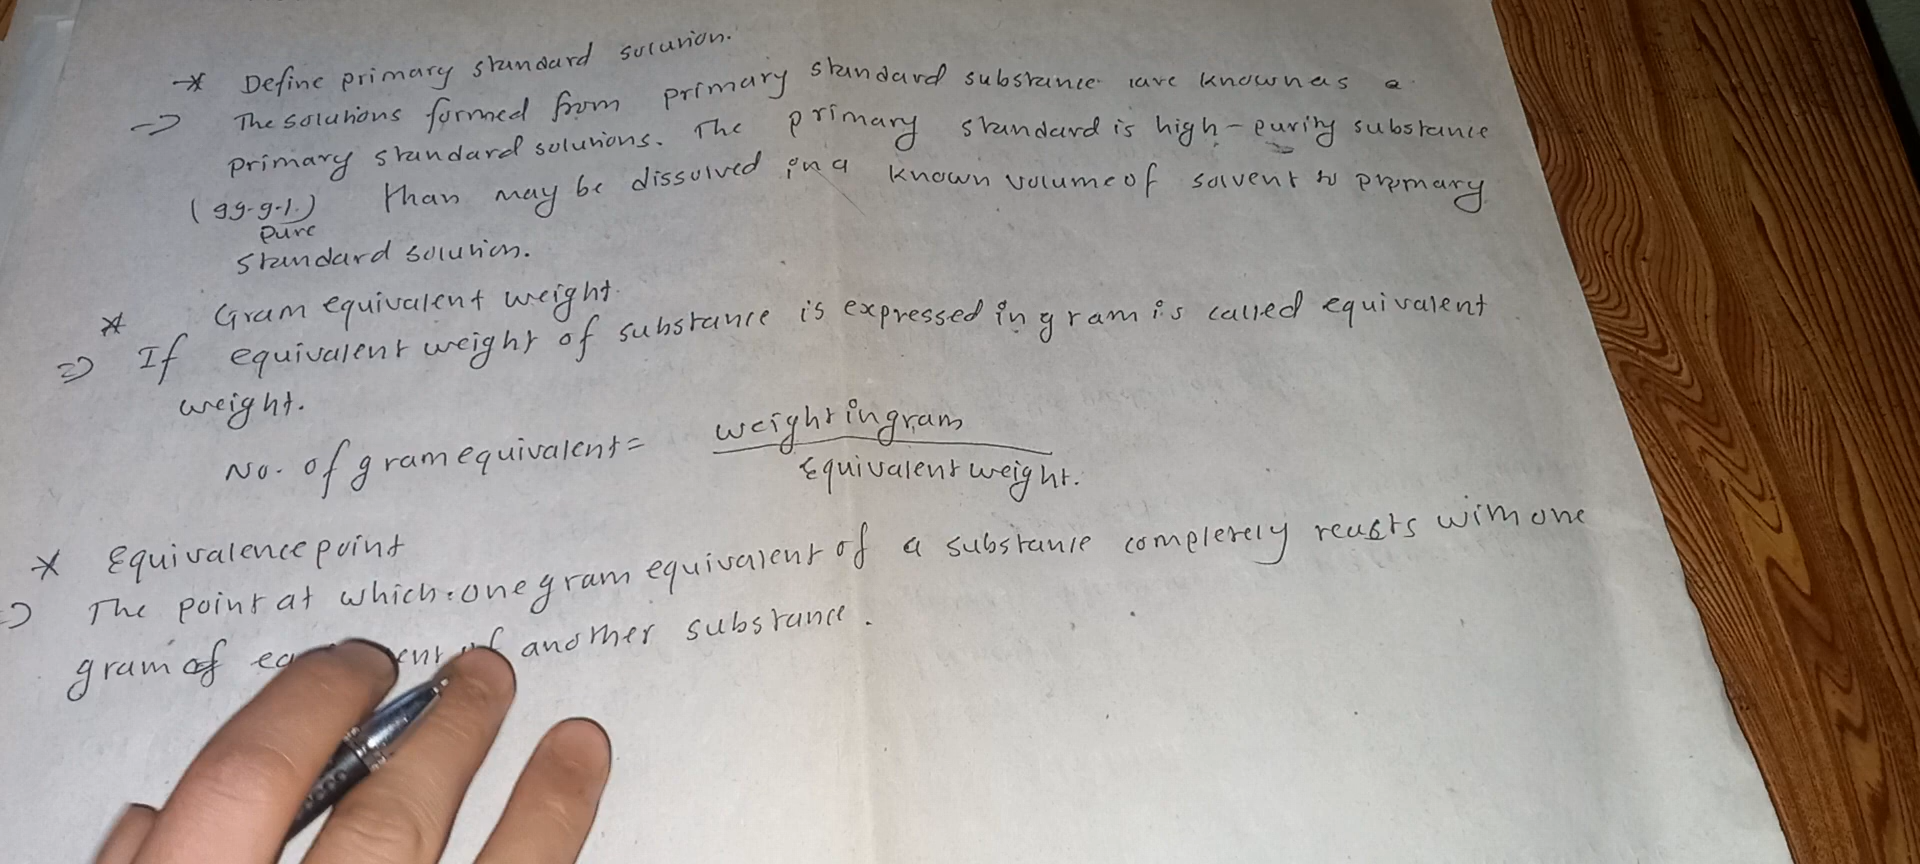 * Define primary standard solution.
=> The solutions formed from primary standard substance are known as a
primary standard solutions. The primary standard is high-purity substance
(99.9%) than may be dissolved in a known volume of solvent to primary
pure
standard solution.
* Gram equivalent weight.
=> If equivalent weight of substance is expressed in gram is called equivalent
weight.
No. of gram equivalent = weight in gram
Equivalent weight.
* Equivalence point
=> The point at which one gram equivalent of a substance completely reacts with one
gram of of another substance.